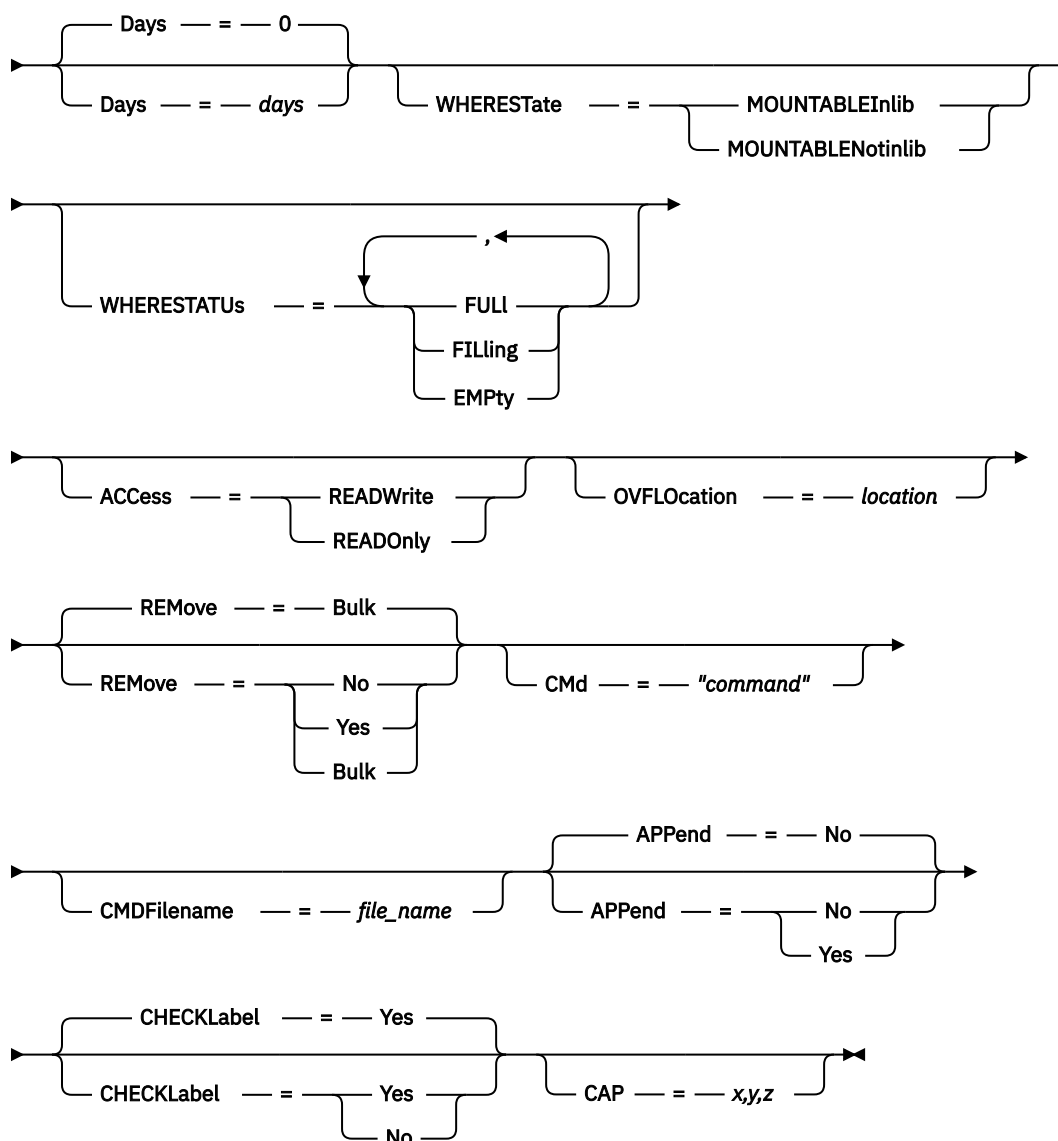 Days = 0
Days = days
WHERESTate = MOUNTABLEInlib
MOUNTABLENotinlib
,
WHERESTATUs = FULl
FILling
EMPty
ACCess = READWrite
READOnly
OVFLOcation = location
REMove = Bulk
REMove = No
Yes
Bulk
CMd = "command"
CMDFilename = file_name
APPend = No
APPend = No
Yes
CHECKLabel = Yes
CHECKLabel = Yes
No
CAP = x,y,z